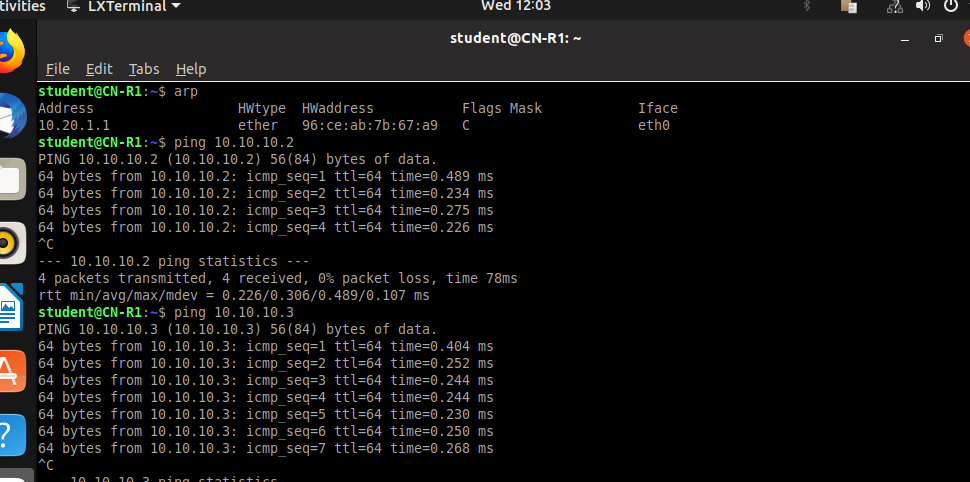 tivities LXTerminal Wed 12:03
student@CN-R1: ~
File Edit Tabs Help
student@CN-R1:~$ arp
Address HWtype HWaddress Flags Mask Iface
10.20.1.1 ether 96:ce:ab:7b:67:a9 C eth0
student@CN-R1:~$ ping 10.10.10.2
PING 10.10.10.2 (10.10.10.2) 56(84) bytes of data.
64 bytes from 10.10.10.2: icmp_seq=1 ttl=64 time=0.489 ms
64 bytes from 10.10.10.2: icmp_seq=2 ttl=64 time=0.234 ms
64 bytes from 10.10.10.2: icmp_seq=3 ttl=64 time=0.275 ms
64 bytes from 10.10.10.2: icmp_seq=4 ttl=64 time=0.226 ms
^C
--- 10.10.10.2 ping statistics ---
4 packets transmitted, 4 received, 0% packet loss, time 78ms
rtt min/avg/max/mdev = 0.226/0.306/0.489/0.107 ms
student@CN-R1:~$ ping 10.10.10.3
PING 10.10.10.3 (10.10.10.3) 56(84) bytes of data.
64 bytes from 10.10.10.3: icmp_seq=1 ttl=64 time=0.404 ms
64 bytes from 10.10.10.3: icmp_seq=2 ttl=64 time=0.252 ms
64 bytes from 10.10.10.3: icmp_seq=3 ttl=64 time=0.244 ms
64 bytes from 10.10.10.3: icmp_seq=4 ttl=64 time=0.244 ms
64 bytes from 10.10.10.3: icmp_seq=5 ttl=64 time=0.230 ms
64 bytes from 10.10.10.3: icmp_seq=6 ttl=64 time=0.250 ms
64 bytes from 10.10.10.3: icmp_seq=7 ttl=64 time=0.268 ms
^C
10.10.10.3 ping statistics